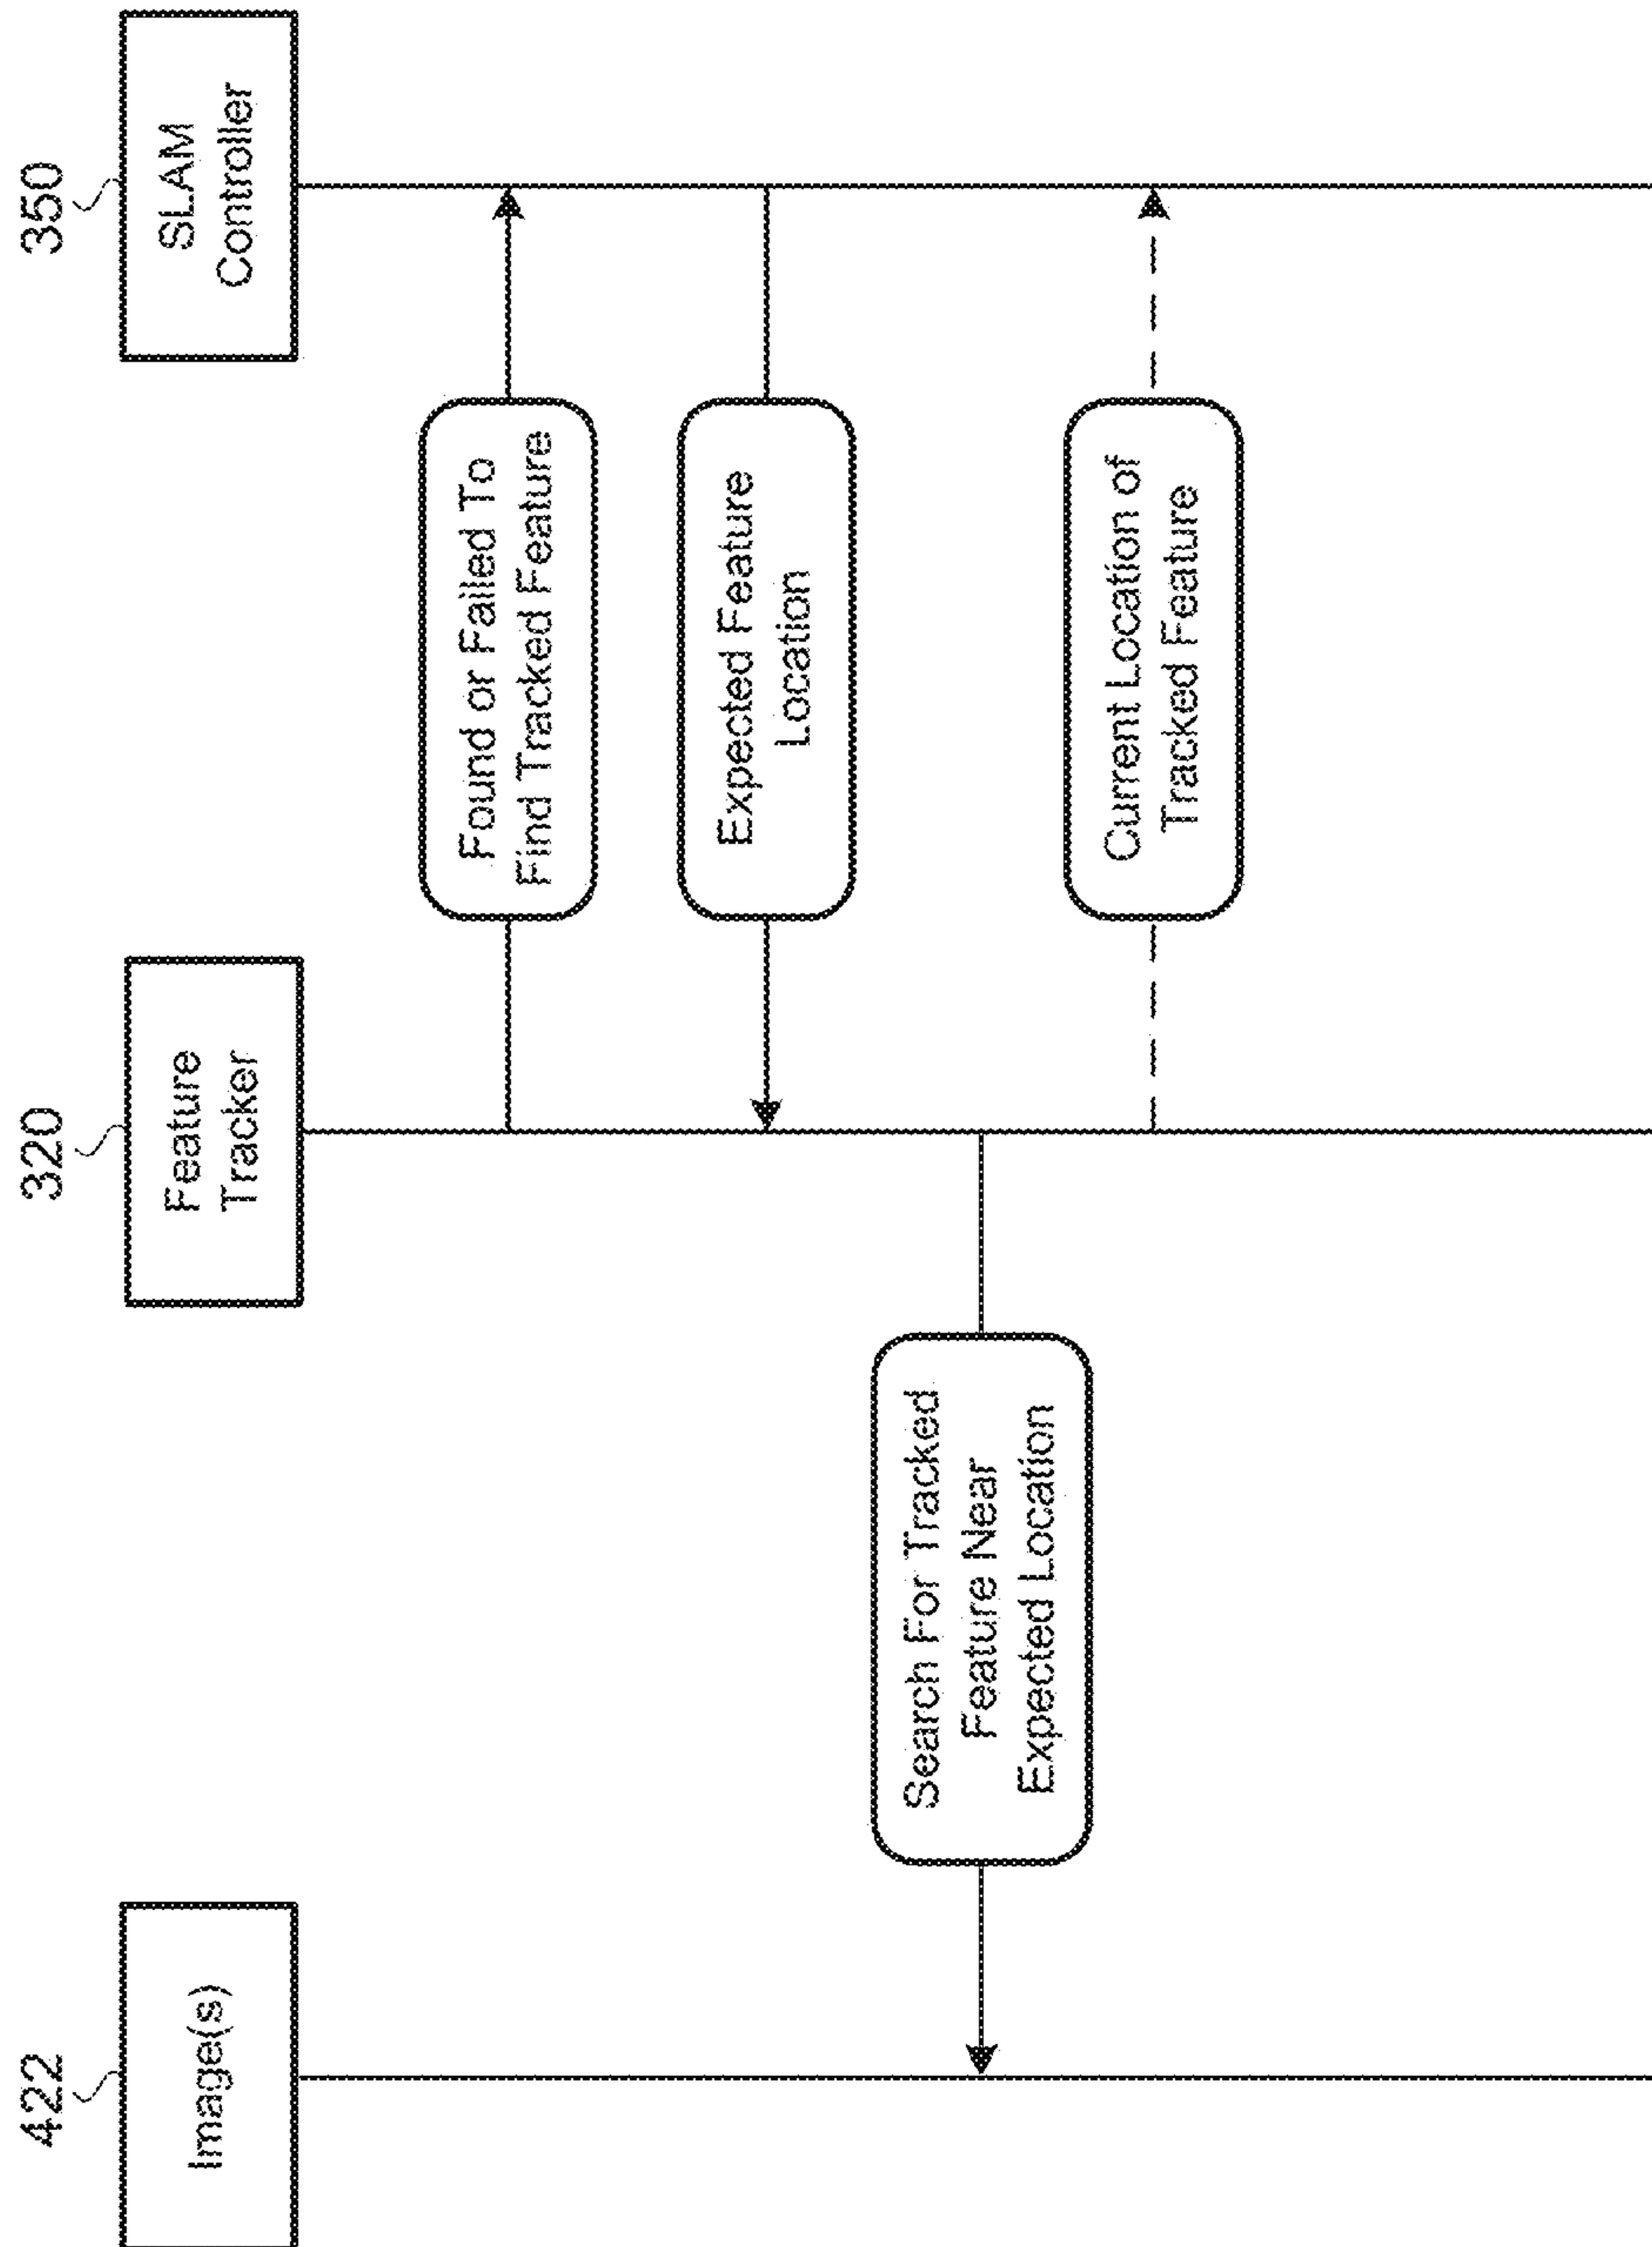 422
Image(s)
320
Feature
Tracker
350
SLAM
Controller
Found or Failed To
Find Tracked Feature
Expected Feature
Location
Search For Tracked
Feature Near
Expected Location
Current Location of
Tracked Feature